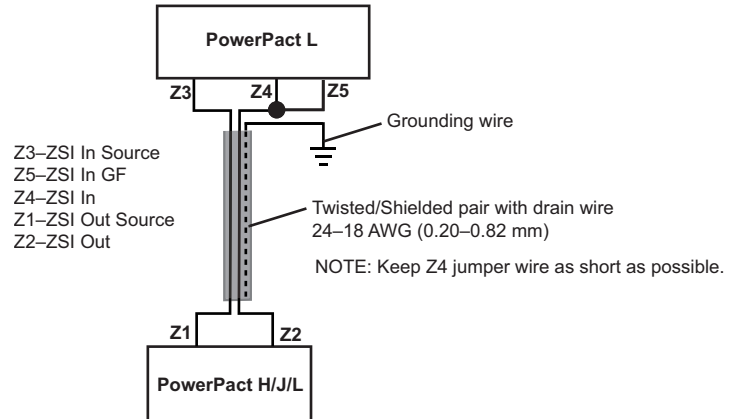 PowerPact L
Z3
Z4
Z5
Grounding wire
Z3–ZSI In Source
Z5–ZSI In GF
Z4–ZSI In
Z1–ZSI Out Source
Z2–ZSI Out
Twisted/Shielded pair with drain wire
24–18 AWG (0.20–0.82 mm)
NOTE: Keep Z4 jumper wire as short as possible.
Z1
Z2
PowerPact H/J/L